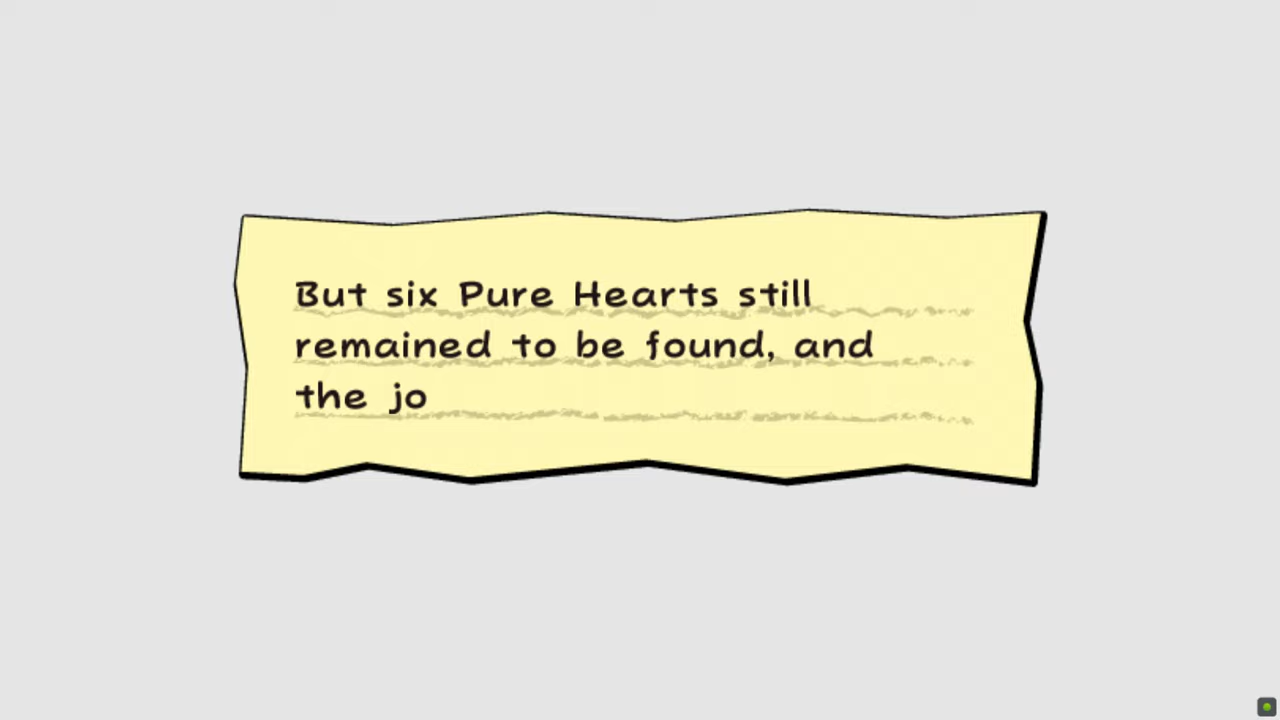 But six Pure Hearts still
remained to be found, and
the jo